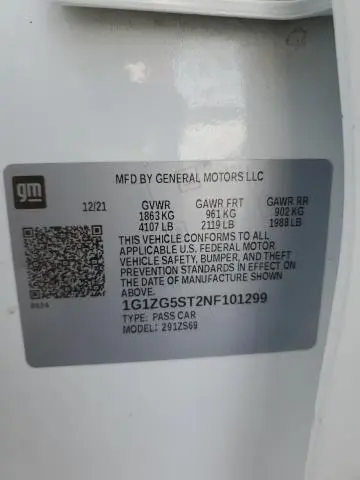 gm
MFD BY GENERAL MOTORS LLC
12/21 GVWR GAWR FRT GAWR RR
1863 KG 961 KG 902 KG
4107 LB 2119 LB 1988 LB
THIS VEHICLE CONFORMS TO ALL
APPLICABLE U.S. FEDERAL MOTOR
VEHICLE SAFETY, BUMPER, AND THEFT
PREVENTION STANDARDS IN EFFECT ON
THE DATE OF MANUFACTURE SHOWN
ABOVE.
1G1ZG5ST2NF101299
TYPE: PASS CAR
MODEL: 291ZS69